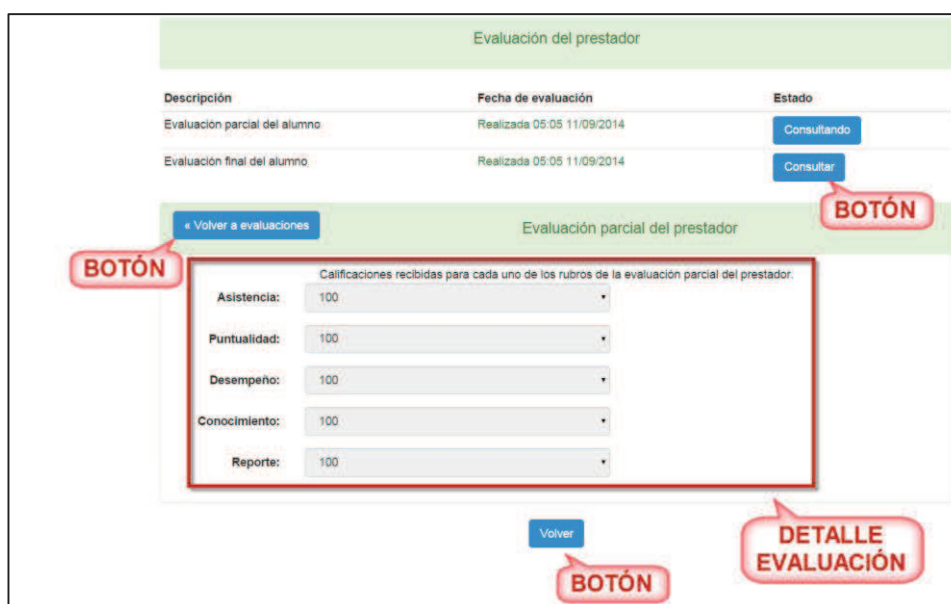 Evaluación del prestador
Descripción Fecha de evaluación Estado
Evaluación parcial del alumno Realizada 05:05 11/09/2014 Consultando
Evaluación final del alumno Realizada 05:05 11/09/2014 Consultar
BOTÓN
« Volver a evaluaciones Evaluación parcial del prestador
BOTÓN
Calificaciones recibidas para cada uno de los rubros de la evaluación parcial del prestador.
Asistencia: 100
Puntualidad: 100
Desempeño: 100
Conocimiento: 100
Reporte: 100
Volver
DETALLE
EVALUACIÓN
BOTÓN